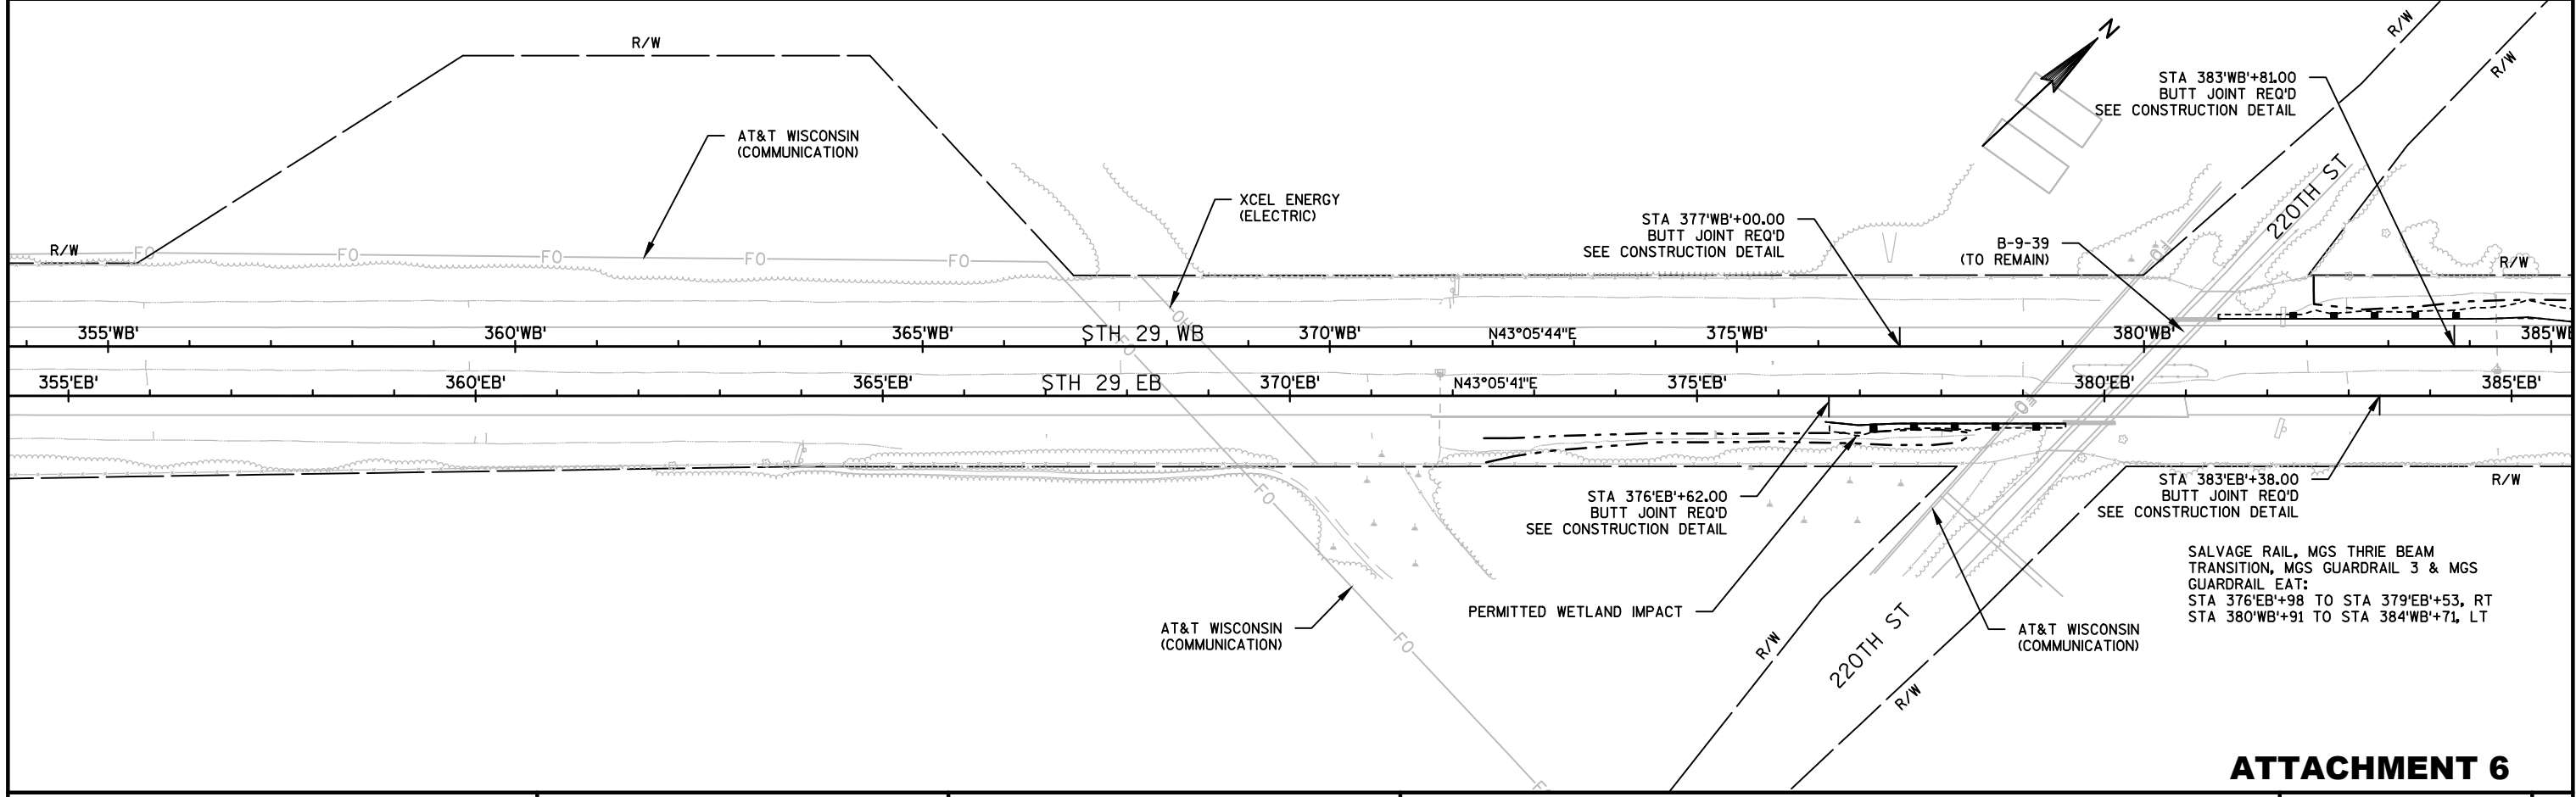 R/W
R/W
N
R/W
STA 383'WB'+81.00
BUTT JOINT REQ'D
SEE CONSTRUCTION DETAIL
AT&T WISCONSIN
(COMMUNICATION)
XCEL ENERGY
(ELECTRIC)
STA 377'WB'+00.00
BUTT JOINT REQ'D
SEE CONSTRUCTION DETAIL
220TH ST
B-9-39
(TO REMAIN)
R/W
FO
FO
FO
FO
FO
R/W
FO
355'WB'
360'WB'
365'WB'
STH 29 WB
370'WB'
N43°05'44"E
375'WB'
380'WB'
FO
355'EB'
360'EB'
365'EB'
STH 29 EB
370'EB'
N43°05'41"E
375'EB'
380'EB'
385'EB'
FO
STA 376'EB'+62.00
BUTT JOINT REQ'D
SEE CONSTRUCTION DETAIL
STA 383'EB'+38.00
BUTT JOINT REQ'D
SEE CONSTRUCTION DETAIL
R/W
SALVAGE RAIL, MGS THRIE BEAM
TRANSITION, MGS GUARDRAIL 3 & MGS
GUARDRAIL EAT:
STA 376'EB'+98 TO STA 379'EB'+53, RT
STA 380'WB'+91 TO STA 384'WB'+71, LT
PERMITTED WETLAND IMPACT
AT&T WISCONSIN
(COMMUNICATION)
FO
R/W
220TH ST
AT&T WISCONSIN
(COMMUNICATION)
R/W
ATTACHMENT 6